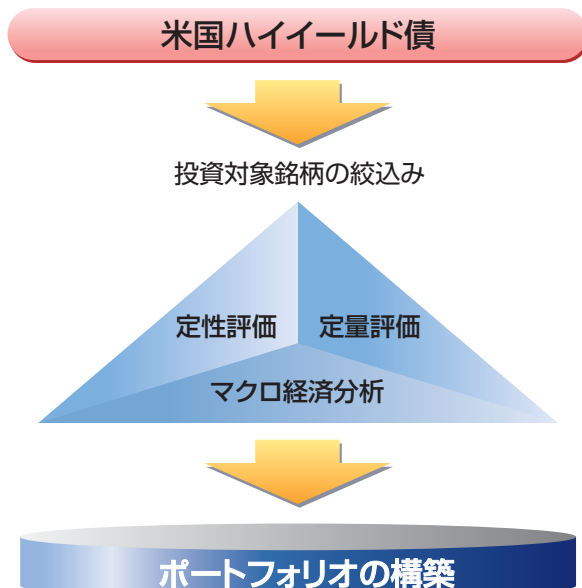 米国ハイイールド債
投資対象銘柄の絞込み
定性評価
定量評価
マクロ経済分析
ポートフォリオの構築